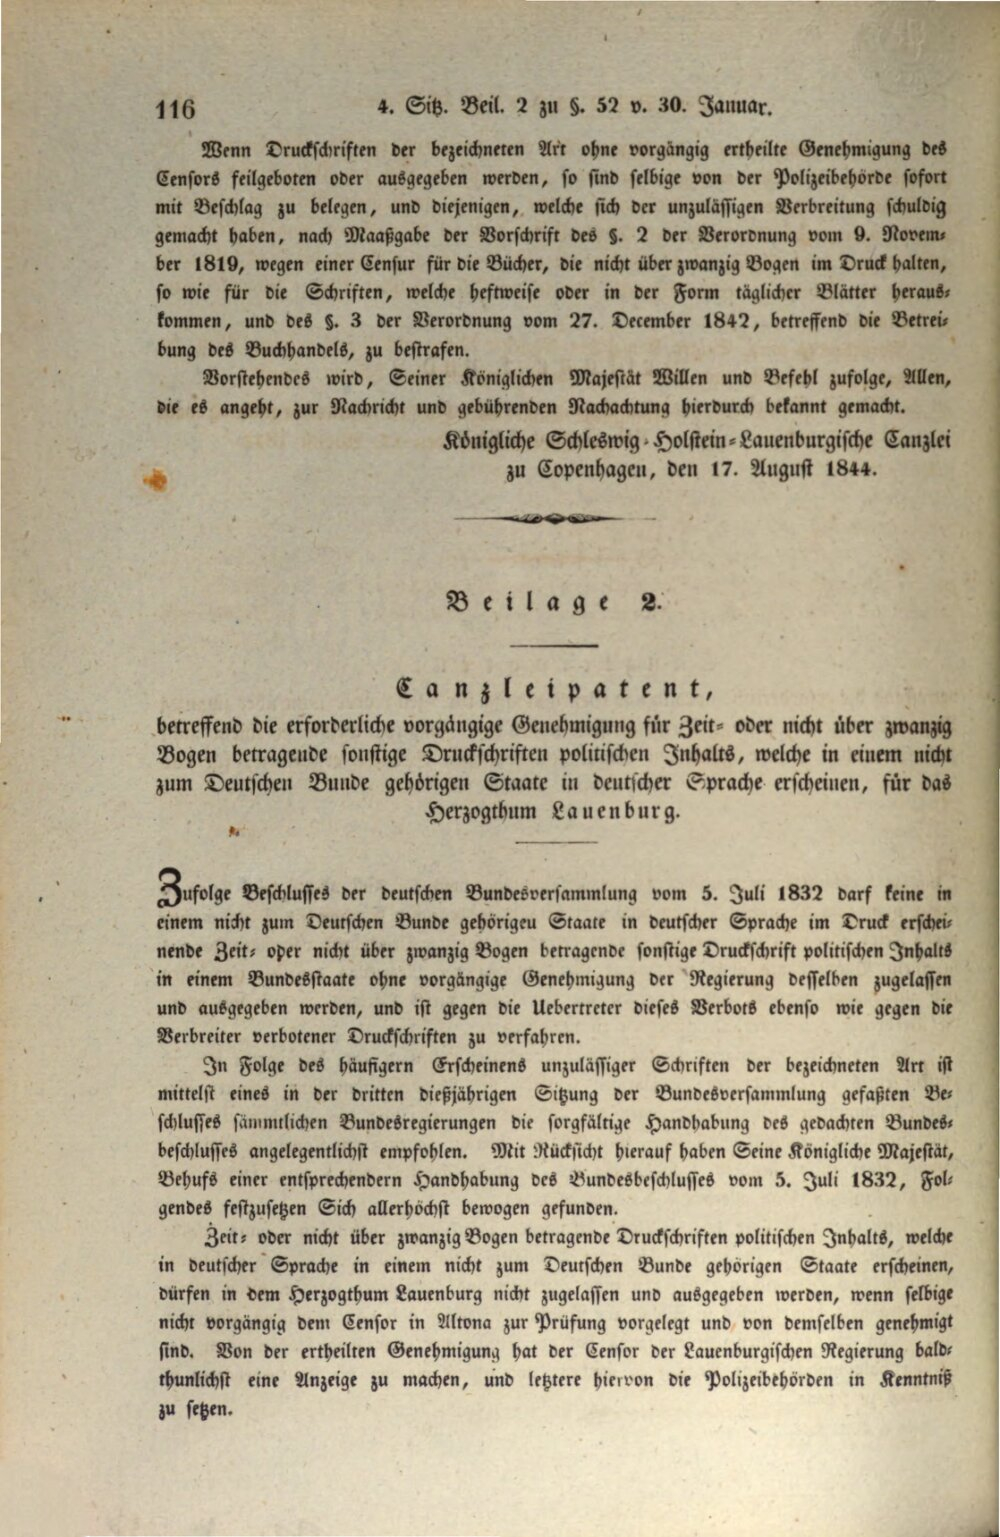 116 4. Sitz. Beil. 2 zu §. 52 v. 30. Januar.
Wenn Druckschriften der bezeichneten Art ohne vorgängig ertheilte Genehmigung des
Censors feilgeboten oder ausgegeben werden, so sind selbige von der Polizeibehörde sofort
mit Beschlag zu belegen, und diejenigen, welche sich der unzulässigen Verbreitung schuldig
gemacht haben, nach Maaßgabe der Vorschrift des §. 2 der Verordnung vom 9. Novem-
ber 1819, wegen einer Censur für die Bücher, die nicht über zwanzig Bogen im Druck halten,
so wie für die Schriften, welche heftweise oder in der Form täglicher Blätter heraus-
kommen, und des §. 3 der Verordnung vom 27. December 1842, betreffend die Betrei-
bung des Buchhandels, zu bestrafen.
Vorstehendes wird, Seiner Königlichen Majestät Willen und Befehl zufolge, Allen,
die es angeht, zur Nachricht und gebührenden Nachachtung hierdurch bekannt gemacht.
Königliche Schleswig-Holstein-Lauenburgische Canzlei
zu Copenhagen, den 17. August 1844.
Beilage 2.
Canzleipatent,
betreffend die erforderliche vorgängige Genehmigung für Zeit- oder nicht über zwanzig
Bogen betragende sonstige Druckschriften politischen Inhalts, welche in einem nicht
zum Deutschen Bunde gehörigen Staate in deutscher Sprache erscheinen, für das
Herzogthum Lauenburg.
Zufolge Beschlusses der deutschen Bundesversammlung vom 5. Juli 1832 darf keine in
einem nicht zum Deutschen Bunde gehörigeu Staate in deutscher Sprache im Druck erschei-
nende Zeit- oper nicht über zwanzig Bogen betragende sonstige Druckschrift politischen Inhalts
in einem Bundesstaate ohne vorgängige Genehmigung der Regierung desselben zugelassen
und ausgegeben werden, und ist gegen die Uebertreter dieses Verbots ebenso wie gegen die
Verbreiter verbotener Druckschriften zu verfahren.
In Folge des häufigern Erscheinens unzulässiger Schriften der bezeichneten Art ist
mittelst eines in der dritten dießjährigen Sitzung der Bundesversammlung gefaßten Be-
schlusses sämmtlichen Bundesregierungen die sorgfältige Handhabung des gedachten Bundes-
beschlusses angelegentlichst empfohlen. Mit Rücksicht hierauf haben Seine Königliche Majestät,
Behufs einer entsprechendern Handhabung des Bundesbeschlusses vom 5. Juli 1832, Fol-
gendes festzusetzen Sich allerhöchst bewogen gefunden.
Zeit- oder nicht über zwanzig Bogen betragende Druckschriften politischen Inhalts, welche
in deutscher Sprache in einem nicht zum Deutschen Bunde gehörigen Staate erscheinen,
dürfen in dem Herzogthum Lauenburg nicht zugelassen und ausgegeben werden, wenn selbige
nicht vorgängig dem Censor in Altona zur Prüfung vorgelegt und von demselben genehmigt
sind. Von der ertheilten Genehmigung hat der Censor der Lauenburgischen Regierung bald-
thunlichst eine Anzeige zu machen, und letztere hiervon die Polizeibehörden in Kenntniß
zu setzen.